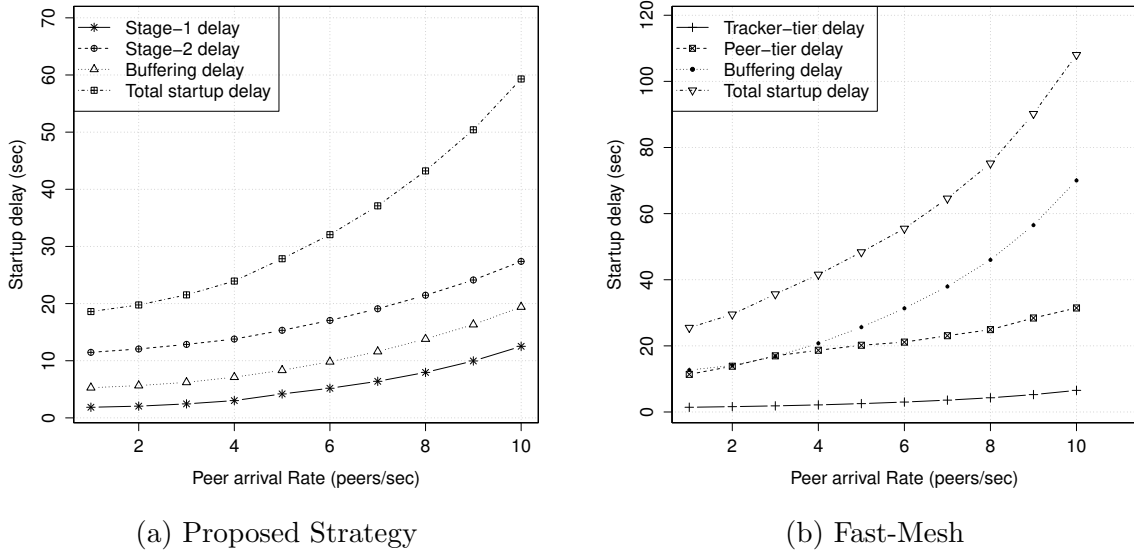 Stage−1 delay
Stage−2 delay
Buffering delay
Total startup delay
Startup delay (sec)
70
60
50
40
30
20
10
0
2
4
6
8
10
Peer arrival Rate (peers/sec)
(a) Proposed Strategy
Tracker−tier delay
Peer−tier delay
Buffering delay
Total startup delay
Startup delay (sec)
120
100
80
60
40
20
0
2
4
6
8
10
Peer arrival Rate (peers/sec)
(b) Fast-Mesh